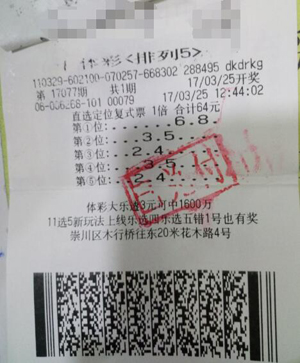 体彩<排列5>
110329-602100-070257-668302 288495 dkdrkg
第 17077期 共1期 17/03/25开奖
06-036268-101 00079 17/03/25 12:44:02
直选定位复式票 1倍 合计64元
第①位:......6.8
第②位:...3.5
第③位:..2.4
第④位:...3.5
第⑤位:..2.4
已兑付
体彩大乐透3元可中1600万
11选5新玩法上线乐选四乐选五错1号也有奖
崇川区木行桥往东20米花木路4号